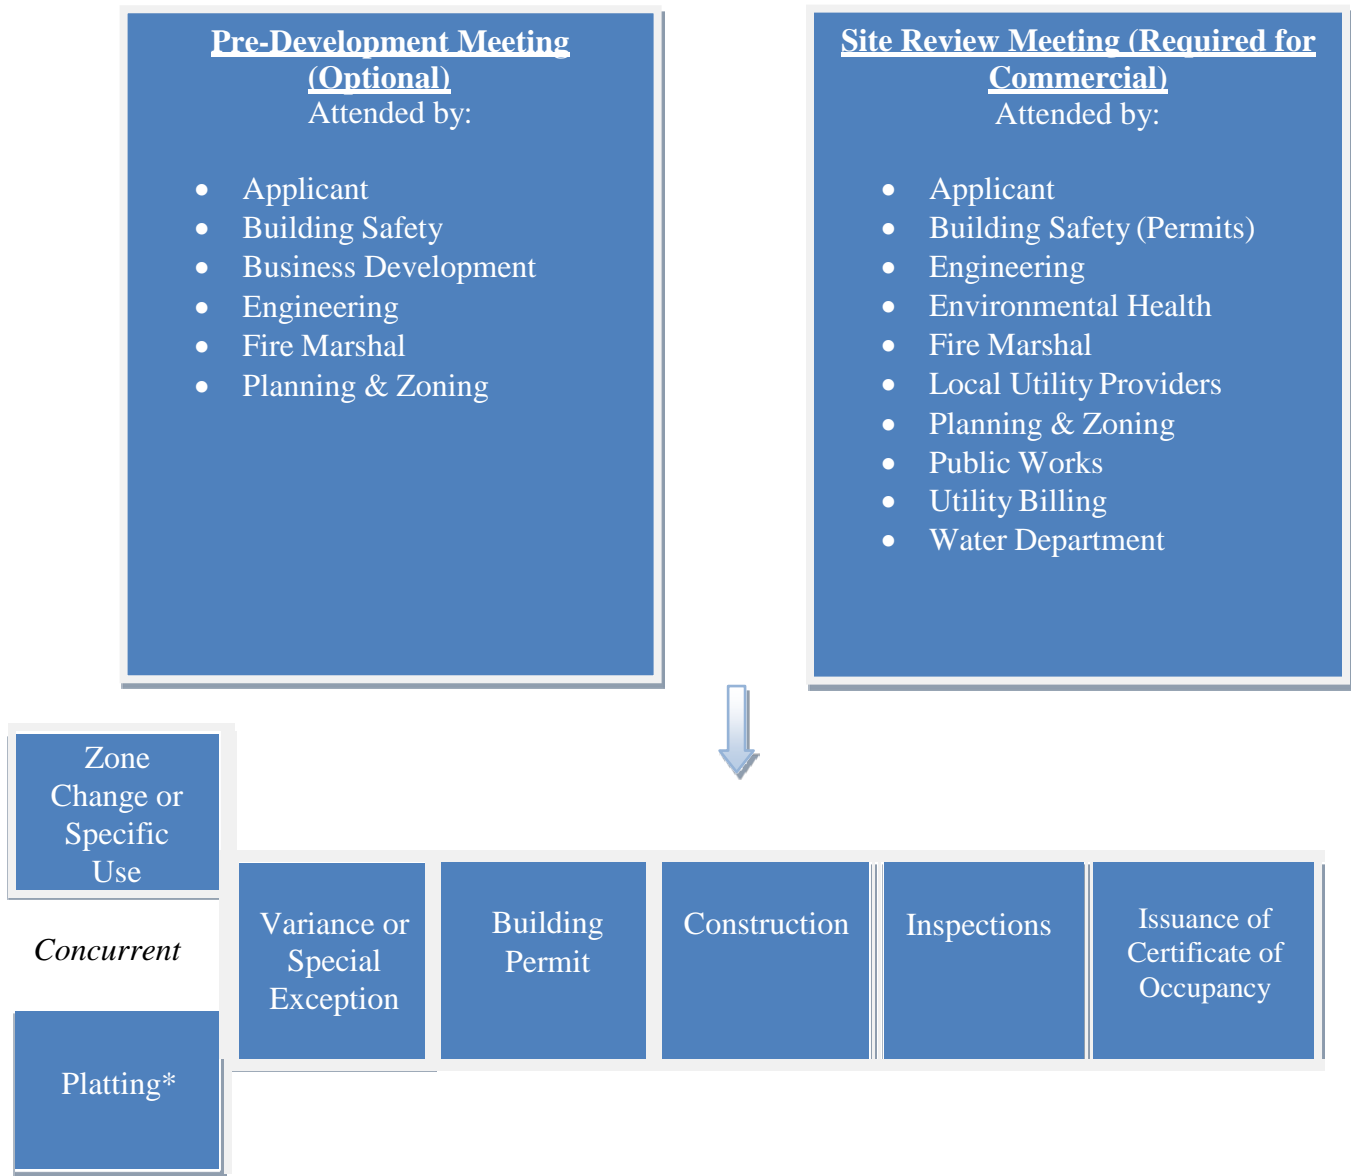 Pre-Development Meeting
(Optional)
Attended by:
• Applicant
• Building Safety
• Business Development
• Engineering
• Fire Marshal
• Planning & Zoning
Site Review Meeting (Required for
Commercial)
Attended by:
• Applicant
• Building Safety (Permits)
• Engineering
• Environmental Health
• Fire Marshal
• Local Utility Providers
• Planning & Zoning
• Public Works
• Utility Billing
• Water Department
Zone
Change or
Specific
Use
Concurrent
Platting*
Variance or
Special
Exception
Building
Permit
Construction
Inspections
Issuance of
Certificate of
Occupancy